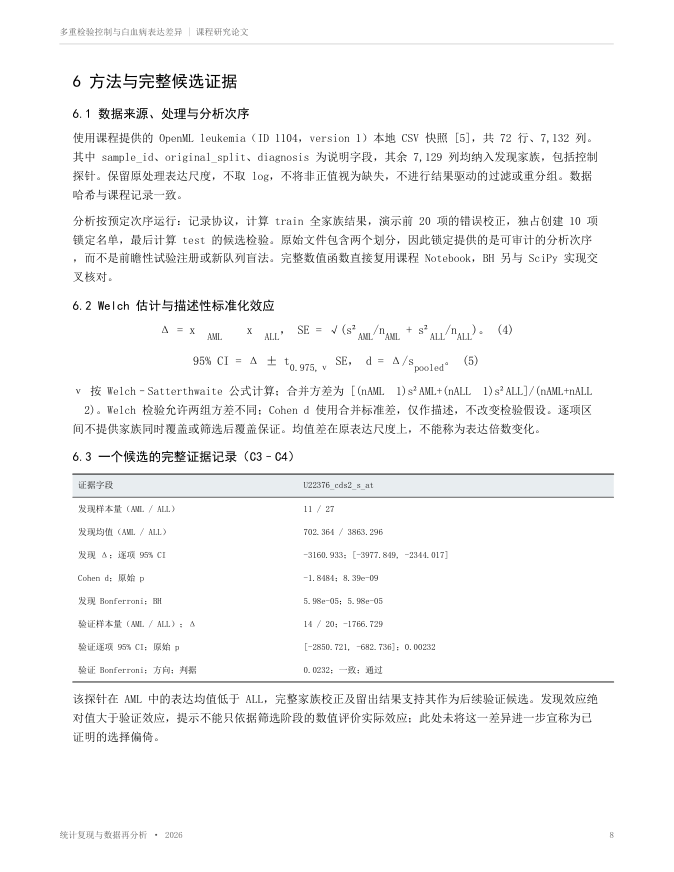 多重检验控制与白血病表达差异 | 课程研究论文
6 方法与完整候选证据
6.1 数据来源、处理与分析次序
使用课程提供的 OpenML leukemia（ID 1104, version 1）本地 CSV 快照 [5]，共 72 行、7,132 列。
其中 sample_id、original_split、diagnosis 为说明字段，其余 7,129 列均纳入发现家族，包括控制
探针。保留原处理表达尺度，不取 log，不将非正值视为缺失，不进行结果驱动的过滤或重分组。数据
哈希与课程记录一致。
分析按预定次序运行：记录协议，计算 train 全家族结果，演示前 20 项的错误校正，独占创建 10 项
锁定名单，最后计算 test 的候选检验。原始文件包含两个划分，因此锁定提供的是可审计的分析次序
，而不是前瞻性试验注册或新队列盲法。完整数值函数直接复用课程 Notebook，BH 另与 SciPy 实现交
叉核对。
6.2 Welch 估计与描述性标准化效应
Δ = x AML  x ALL， SE = √(s²AML/nAML + s²ALL/nALL)。 (4)
95% CI = Δ ± t0.975,ν SE， d = Δ/spooled。 (5)
ν 按 Welch–Satterthwaite 公式计算；合并方差为 [(nAML  1)s²AML+(nALL  1)s²ALL]/(nAML+nALL
2)。Welch 检验允许两组方差不同；Cohen d 使用合并标准差，仅作描述，不改变检验假设。逐项区
间不提供家族同时覆盖或筛选后覆盖保证。均值差在原表达尺度上，不能称为表达倍数变化。
6.3 一个候选的完整证据记录（C3–C4）
证据字段 U22376_cds2_s_at
发现样本量（AML / ALL） 11 / 27
发现均值（AML / ALL） 702.364 / 3863.296
发现 Δ；逐项 95% CI -3160.933；[-3977.849, -2344.017]
Cohen d；原始 p -1.8484；8.39e-09
发现 Bonferroni；BH 5.98e-05；5.98e-05
验证样本量（AML / ALL）；Δ 14 / 20；-1766.729
验证逐项 95% CI；原始 p [-2850.721, -682.736]；0.00232
验证 Bonferroni；方向；判据 0.0232；一致；通过
该探针在 AML 中的表达均值低于 ALL，完整家族校正及留出结果支持其作为后续验证候选。发现效应绝
对值大于验证效应，提示不能只依据筛选阶段的数值评价实际效应；此处未将这一差异进一步宣称为已
证明的选择偏倚。
统计复现与数据再分析 • 2026
8